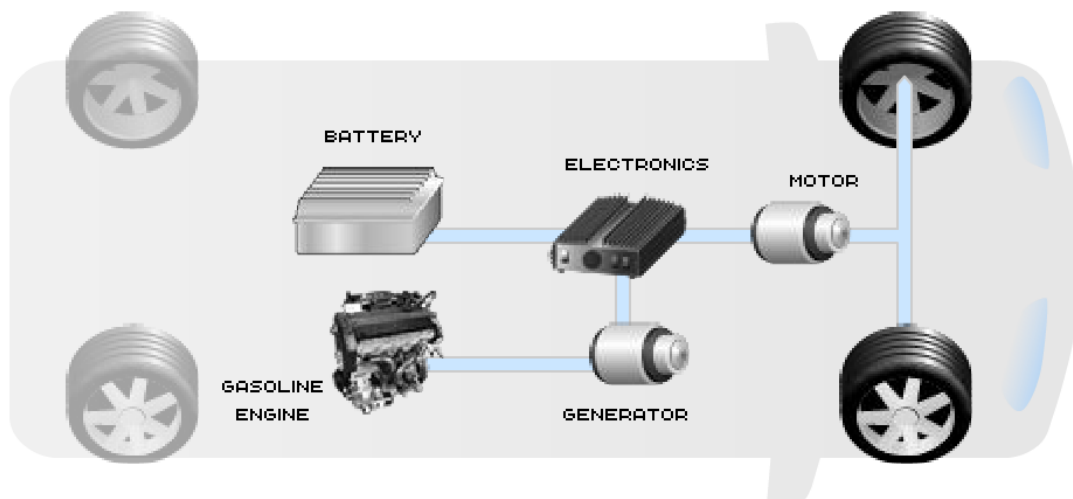 BATTERY
ELECTRONICS
MOTOR
GASOLINE
ENGINE
GENERATOR